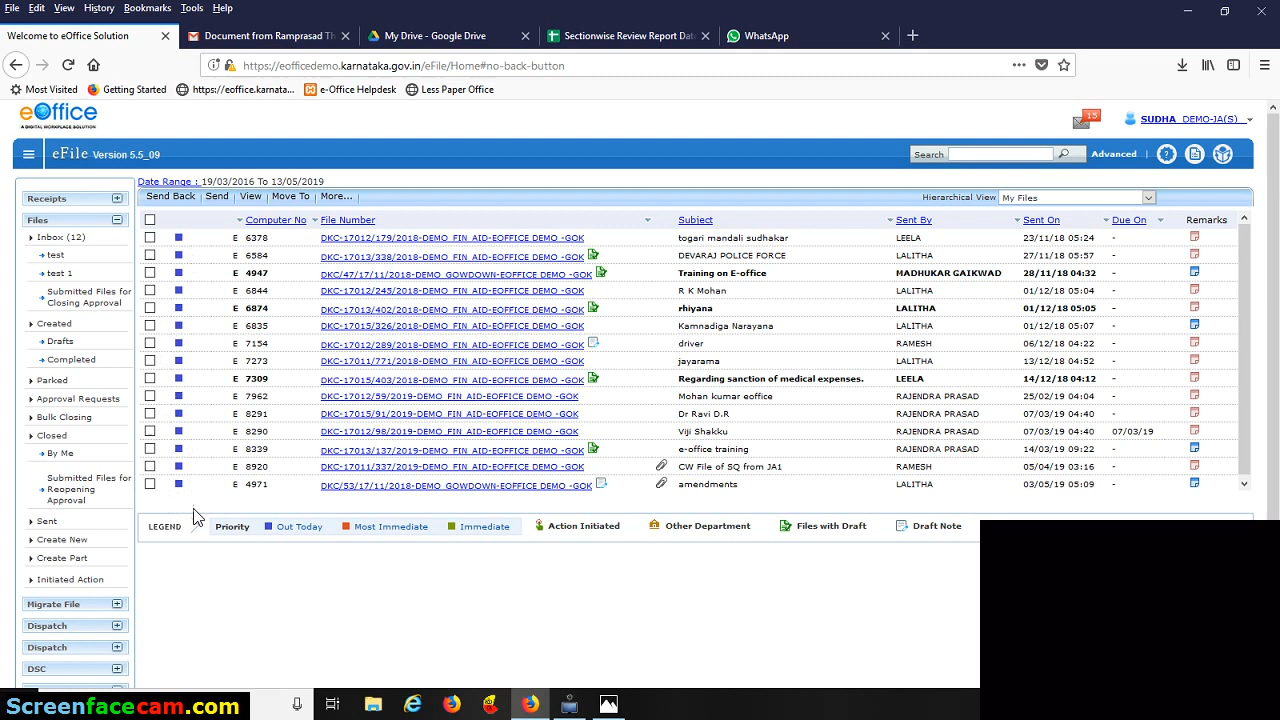 File Edit View History Bookmarks Tools Help
Welcome to eOffice Solution Document from Ramprasad Th My Drive - Google Drive Sectionwise Review Report Dat WhatsApp
https://eofficedemo.karnataka.gov.in/eFile/Home#no-back-button
Most Visited Getting Started https://eoffice.karnata... e-Office Helpdesk Less Paper Office
eOffice
A DIGITAL WORKPLACE SOLUTION
15 SUDHA DEMO-JA(S)
eFile Version 5.5_09 Search Advanced
Date Range : 19/03/2016 To 13/05/2019
Send Back Send View Move To More... Hierarchical View My Files
Computer No File Number Subject Sent By Sent On Due On Remarks
E 6378 DKC-17012/179/2018-DEMO_FIN_AID-EOFFICE DEMO -GOK togari mandali sudhakar LEELA 23/11/18 05:24 -
E 6584 DKC-17013/338/2018-DEMO_FIN_AID-EOFFICE DEMO -GOK DEVARAJ POLICE FORCE LALITHA 27/11/18 05:57 -
E 4947 DKC/47/17/11/2018-DEMO_GOWDOWN-EOFFICE DEMO -GOK Training on E-office MADHUKAR GAIKWAD 28/11/18 04:32 -
E 6844 DKC-17012/245/2018-DEMO_FIN_AID-EOFFICE DEMO -GOK R K Mohan LALITHA 01/12/18 05:04 -
E 6874 DKC-17013/402/2018-DEMO_FIN_AID-EOFFICE DEMO -GOK rhiyana LALITHA 01/12/18 05:05 -
E 6835 DKC-17015/326/2018-DEMO_FIN_AID-EOFFICE DEMO -GOK Kamnadiga Narayana LALITHA 01/12/18 05:07 -
E 7154 DKC-17012/289/2018-DEMO_FIN_AID-EOFFICE DEMO -GOK driver RAMESH 06/12/18 04:22 -
E 7273 DKC-17011/771/2018-DEMO_FIN_AID-EOFFICE DEMO -GOK jayarama LALITHA 13/12/18 04:52 -
E 7309 DKC-17015/403/2018-DEMO_FIN_AID-EOFFICE DEMO -GOK Regarding sanction of medical expenses. LEELA 14/12/18 04:12 -
E 7962 DKC-17012/59/2019-DEMO_FIN_AID-EOFFICE DEMO -GOK Mohan kumar eoffice RAJENDRA PRASAD 25/02/19 04:04 -
E 8291 DKC-17015/91/2019-DEMO_FIN_AID-EOFFICE DEMO -GOK Dr Ravi D.R RAJENDRA PRASAD 07/03/19 04:40 -
E 8290 DKC-17012/98/2019-DEMO_FIN_AID-EOFFICE DEMO -GOK Viji Shakku RAJENDRA PRASAD 07/03/19 04:40 07/03/19
E 8339 DKC-17013/137/2019-DEMO_FIN_AID-EOFFICE DEMO -GOK e-office training RAJENDRA PRASAD 14/03/19 09:22 -
E 8920 DKC-17011/337/2019-DEMO_FIN_AID-EOFFICE DEMO -GOK CW File of SQ from JA1 RAMESH 05/04/19 03:16 -
E 4971 DKC/53/17/11/2018-DEMO_GOWDOWN-EOFFICE DEMO -GOK amendments LALITHA 03/05/19 05:09 -
LEGEND Priority Out Today Most Immediate Immediate Action Initiated Other Department Files with Draft Draft Note
Receipts
Files
Inbox (12)
test
test 1
Submitted Files for
Closing Approval
Created
Drafts
Completed
Parked
Approval Requests
Bulk Closing
Closed
By Me
Submitted Files for
Reopening
Approval
Sent
Create New
Create Part
Initiated Action
Migrate File
Dispatch
Dispatch
DSC
Screenfacecam.com